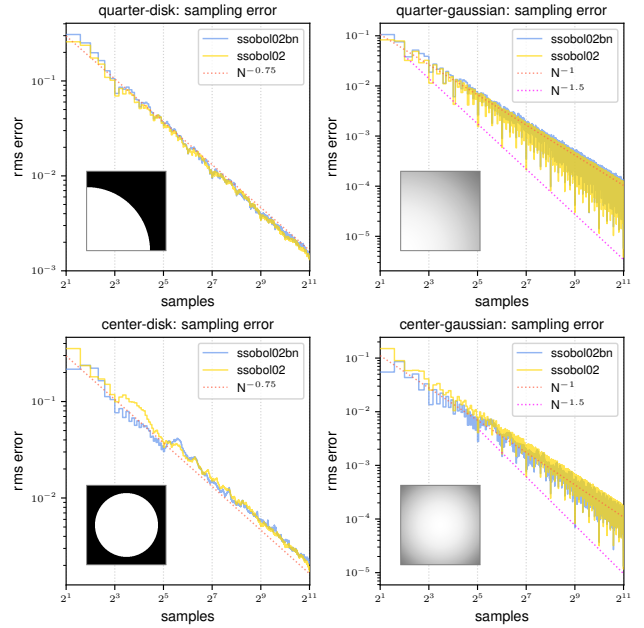 quarter-disk: sampling error
ssobol02bn
ssobol02
N^−0.75
rms error
10^−1
10^−2
10^−3
2^1 2^3 2^5 2^7 2^9 2^11
samples
quarter-gaussian: sampling error
ssobol02bn
ssobol02
N^−1
N^−1.5
rms error
10^−1
10^−2
10^−3
10^−4
10^−5
2^1 2^3 2^5 2^7 2^9 2^11
samples
center-disk: sampling error
ssobol02bn
ssobol02
N^−0.75
rms error
10^−1
10^−2
2^1 2^3 2^5 2^7 2^9 2^11
samples
center-gaussian: sampling error
ssobol02bn
ssobol02
N^−1
N^−1.5
rms error
10^−1
10^−2
10^−3
10^−4
10^−5
2^1 2^3 2^5 2^7 2^9 2^11
samples